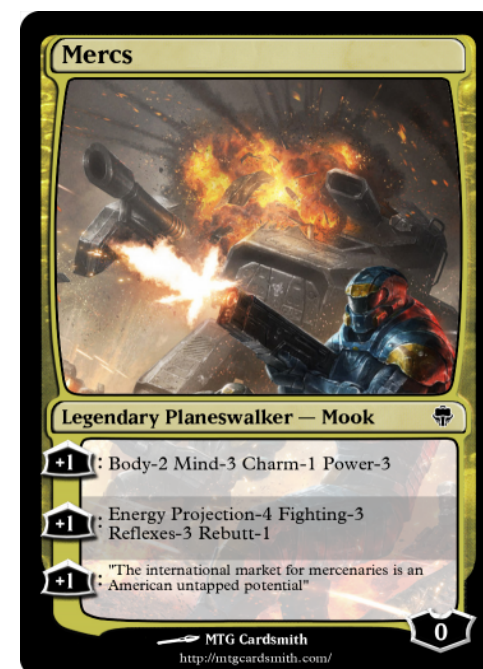 Mercs
Legendary Planeswalker — Mook
+1 : Body-2 Mind-3 Charm-1 Power-3
+1 : Energy Projection-4 Fighting-3
Reflexes-3 Rebutt-1
+1 : "The international market for mercenaries is an
American untapped potential"
0
MTG Cardsmith
http://mtgcardsmith.com/